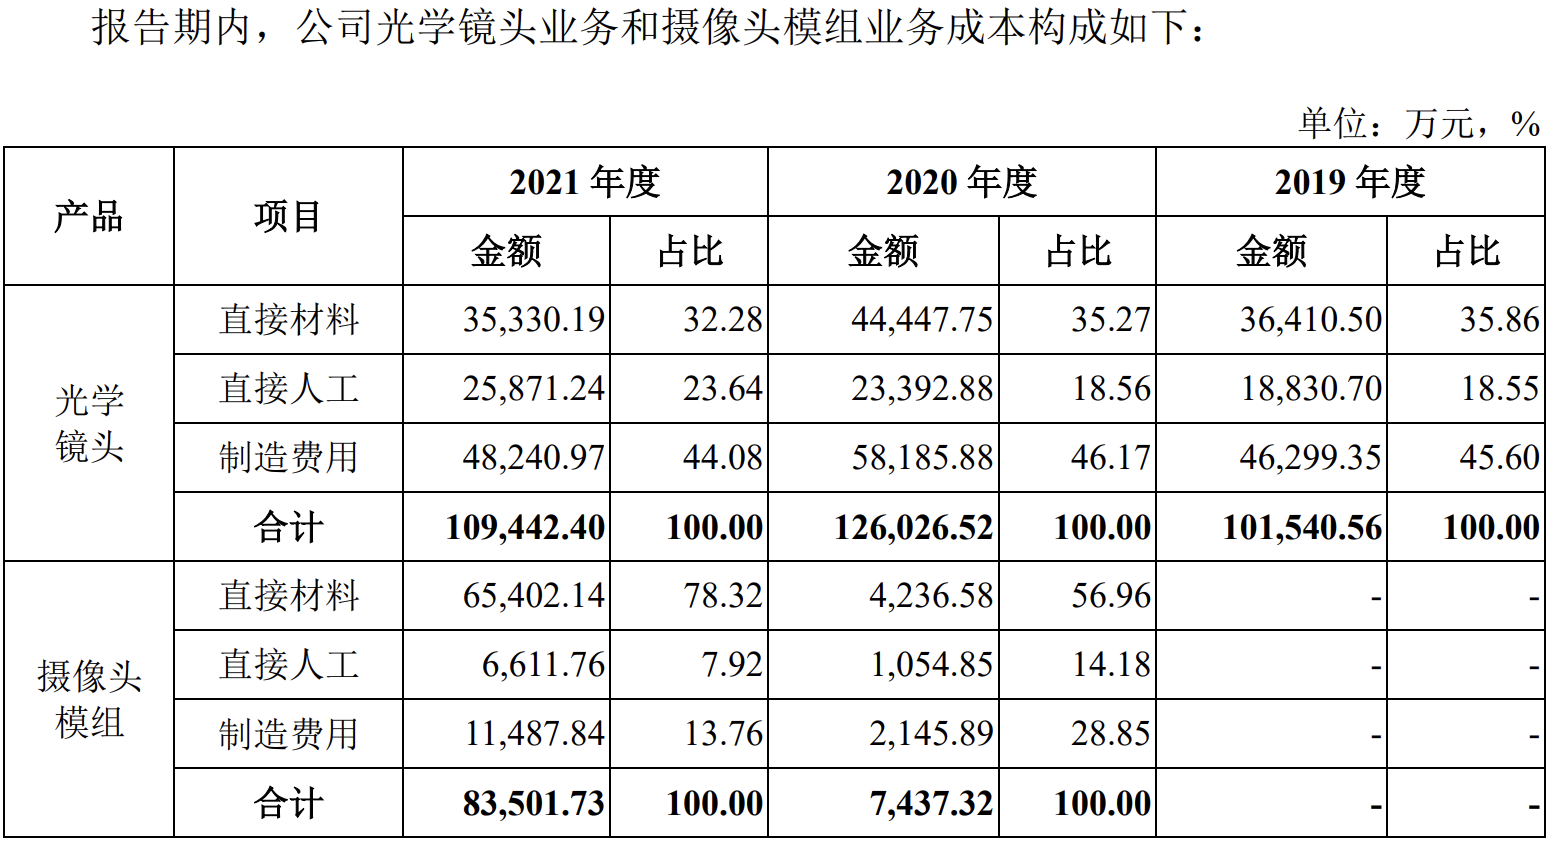 报告期内，公司光学镜头业务和摄像头模组业务成本构成如下：
单位：万元，%
产品 项目 2021 年度 2020 年度 2019 年度
金额 占比 金额 占比 金额 占比
光学镜头 直接材料 35,330.19 32.28 44,447.75 35.27 36,410.50 35.86
直接人工 25,871.24 23.64 23,392.88 18.56 18,830.70 18.55
制造费用 48,240.97 44.08 58,185.88 46.17 46,299.35 45.60
合计 109,442.40 100.00 126,026.52 100.00 101,540.56 100.00
摄像头模组 直接材料 65,402.14 78.32 4,236.58 56.96 - -
直接人工 6,611.76 7.92 1,054.85 14.18 - -
制造费用 11,487.84 13.76 2,145.89 28.85 - -
合计 83,501.73 100.00 7,437.32 100.00 - -